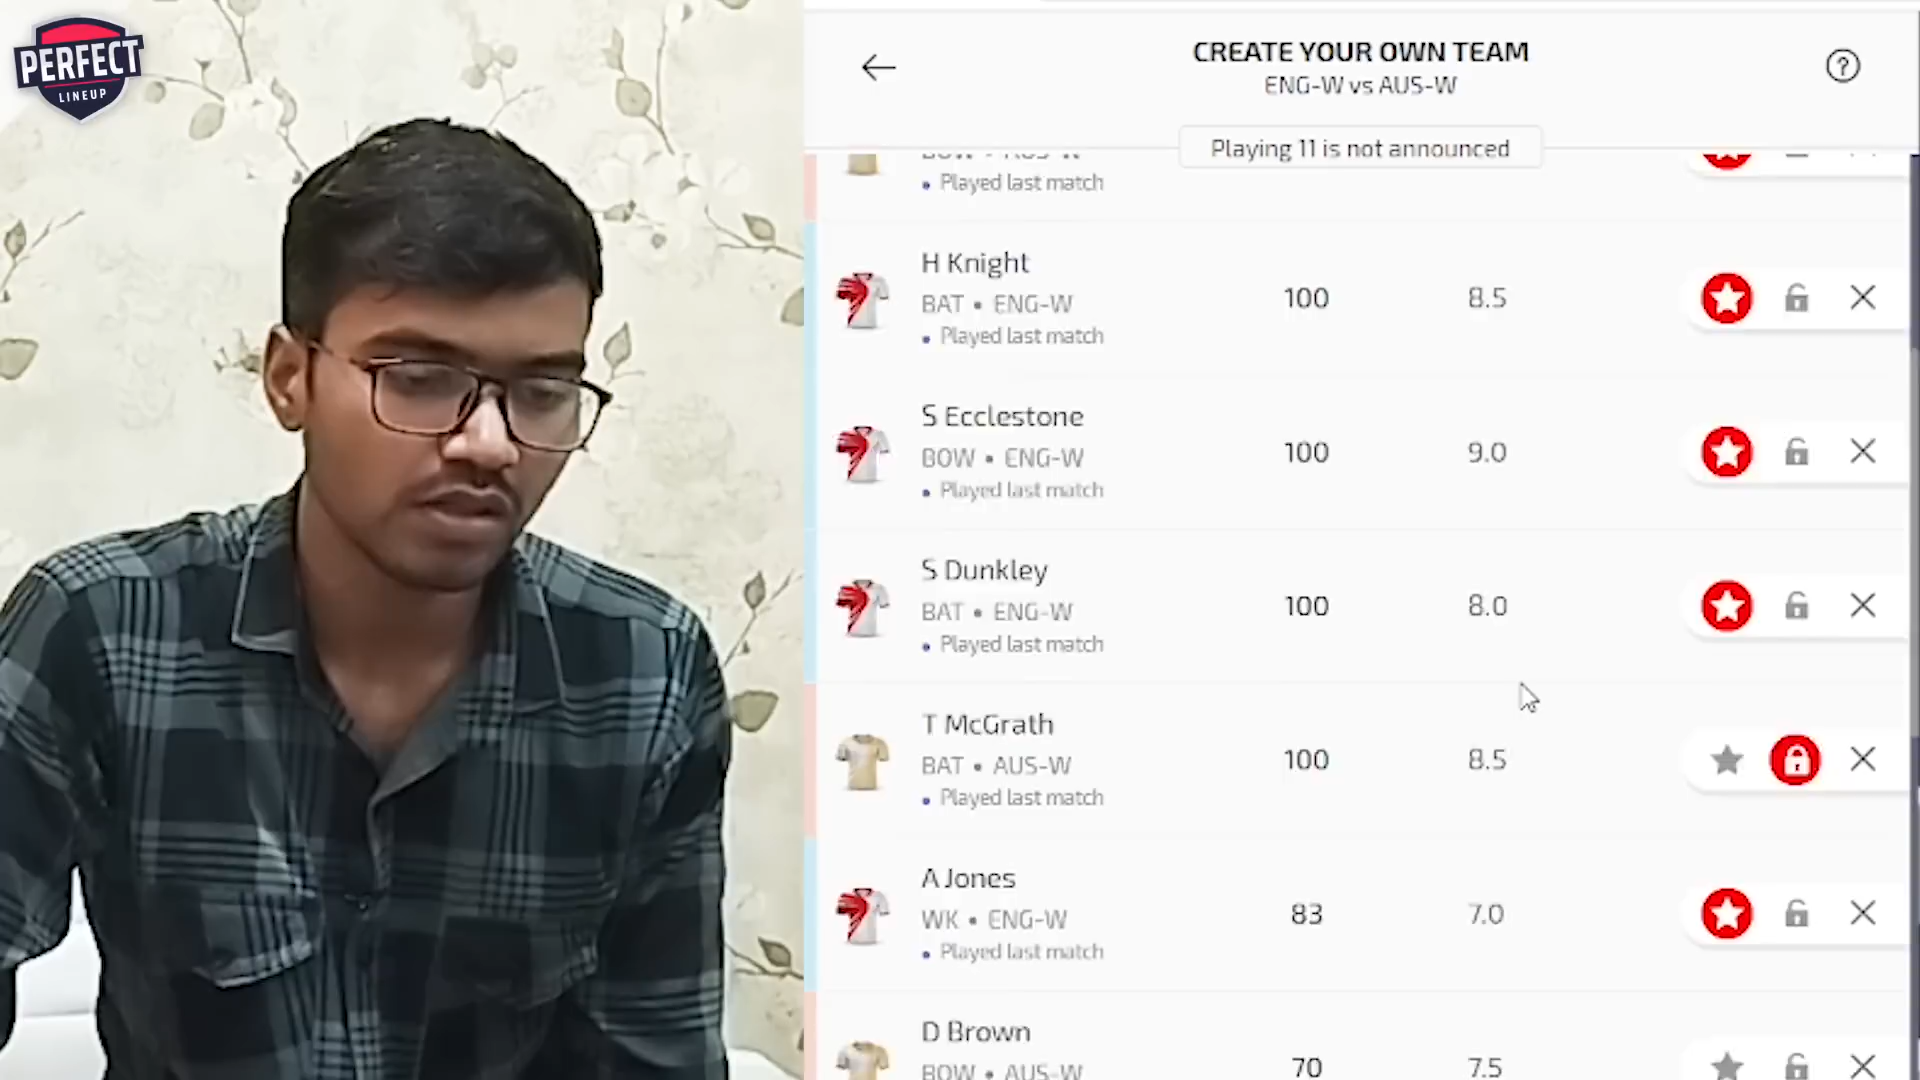 PERFECT
LINEUP
CREATE YOUR OWN TEAM
ENG-W vs AUS-W
Playing 11 is not announced
BOW • AUS-W
Played last match
H Knight
BAT • ENG-W
Played last match
100
8.5
S Ecclestone
BOW • ENG-W
Played last match
100
9.0
S Dunkley
BAT • ENG-W
Played last match
100
8.0
T McGrath
BAT • AUS-W
Played last match
100
8.5
A Jones
WK • ENG-W
Played last match
83
7.0
D Brown
BOW • AUS-W
70
7.5